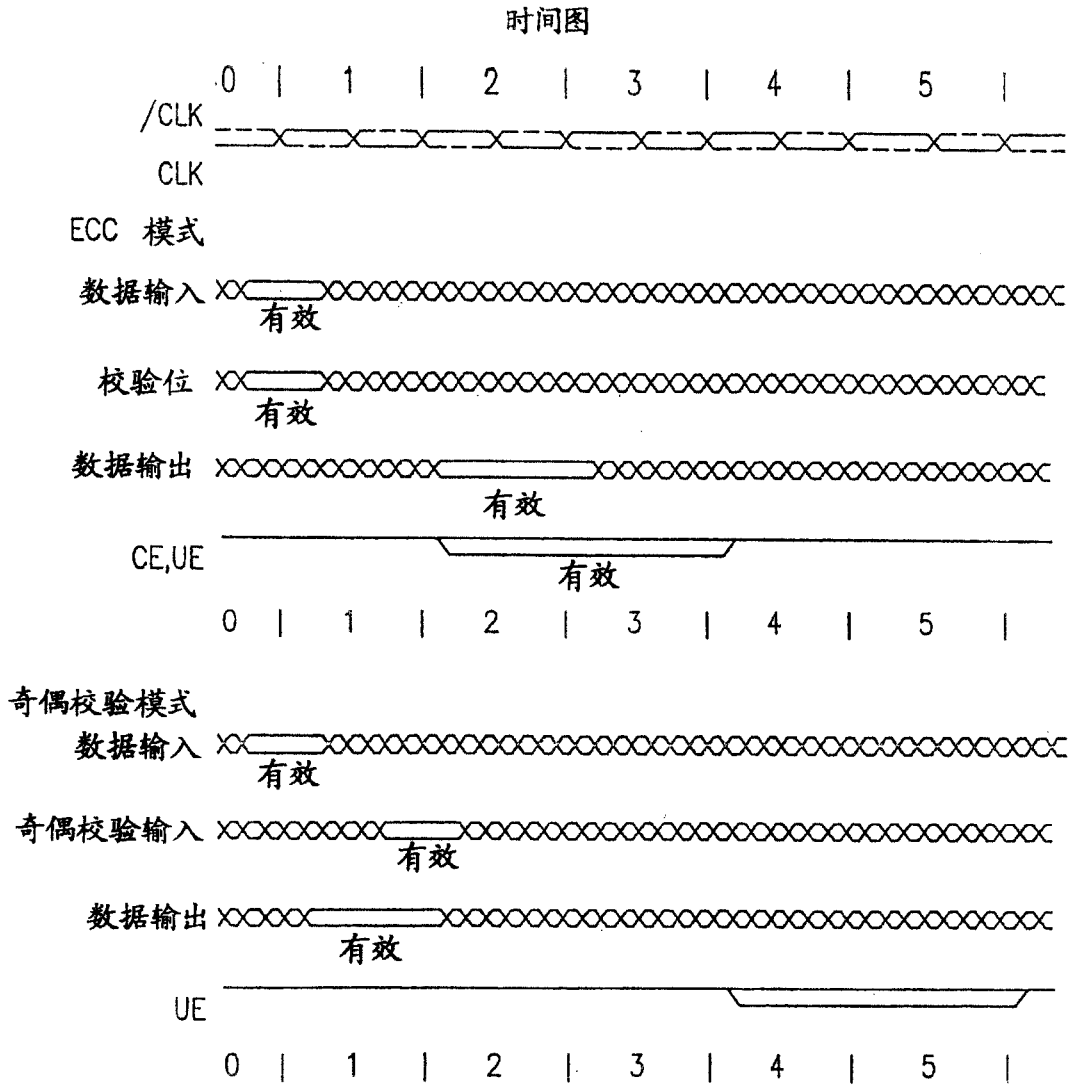 时间图
0 | 1 | 2 | 3 | 4 | 5 |
/CLK
CLK
ECC 模式
数据输入
有效
校验位
有效
数据输出
有效
CE,UE
有效
0 | 1 | 2 | 3 | 4 | 5 |
奇偶校验模式
数据输入
有效
奇偶校验输入
有效
数据输出
有效
UE
0 | 1 | 2 | 3 | 4 | 5 |